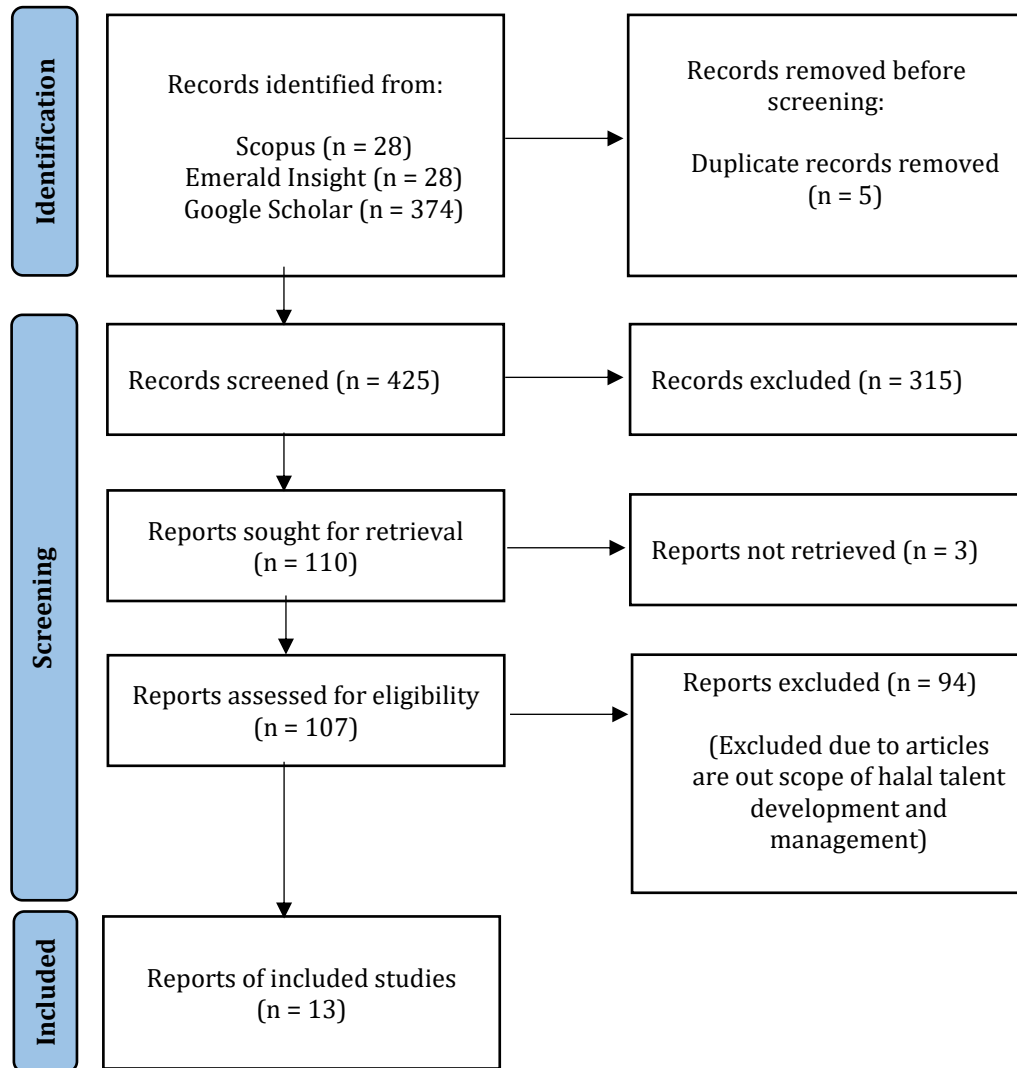 Identification
Records identified from:
Scopus (n = 28)
Emerald Insight (n = 28)
Google Scholar (n = 374)
Records removed before
screening:
Duplicate records removed
(n = 5)
Screening
Records screened (n = 425)
Records excluded (n = 315)
Reports sought for retrieval
(n = 110)
Reports not retrieved (n = 3)
Reports assessed for eligibility
(n = 107)
Reports excluded (n = 94)
(Excluded due to articles
are out scope of halal talent
development and
management)
Included
Reports of included studies
(n = 13)